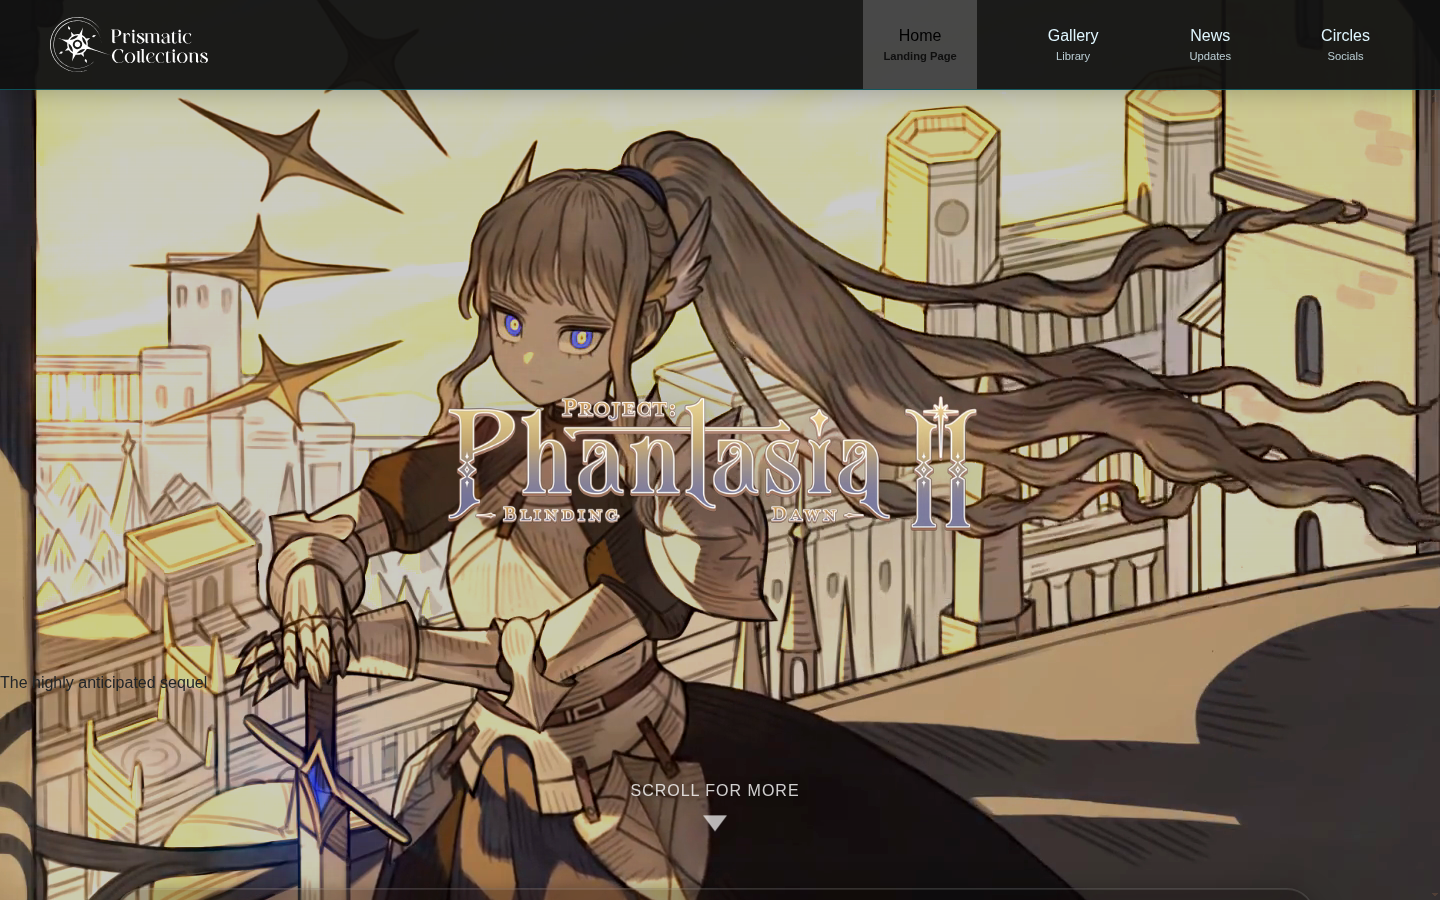 Prismatic
Collections
Home
Landing Page
Gallery
Library
News
Updates
Circles
Socials
PROJECT:
Phantasia II
BLINDING DAWN
The highly anticipated sequel
SCROLL FOR MORE